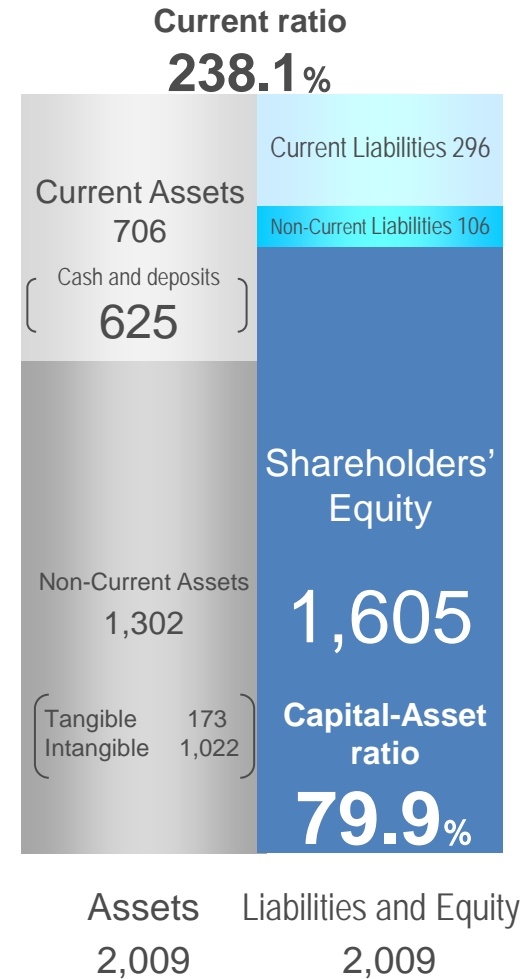 Current ratio
238.1%
Current Assets
706
Cash and deposits
625
Non-Current Assets
1,302
Tangible 173
Intangible 1,022
Current Liabilities 296
Non-Current Liabilities 106
Shareholders’
Equity
1,605
Capital-Asset
ratio
79.9%
Assets
2,009
Liabilities and Equity
2,009